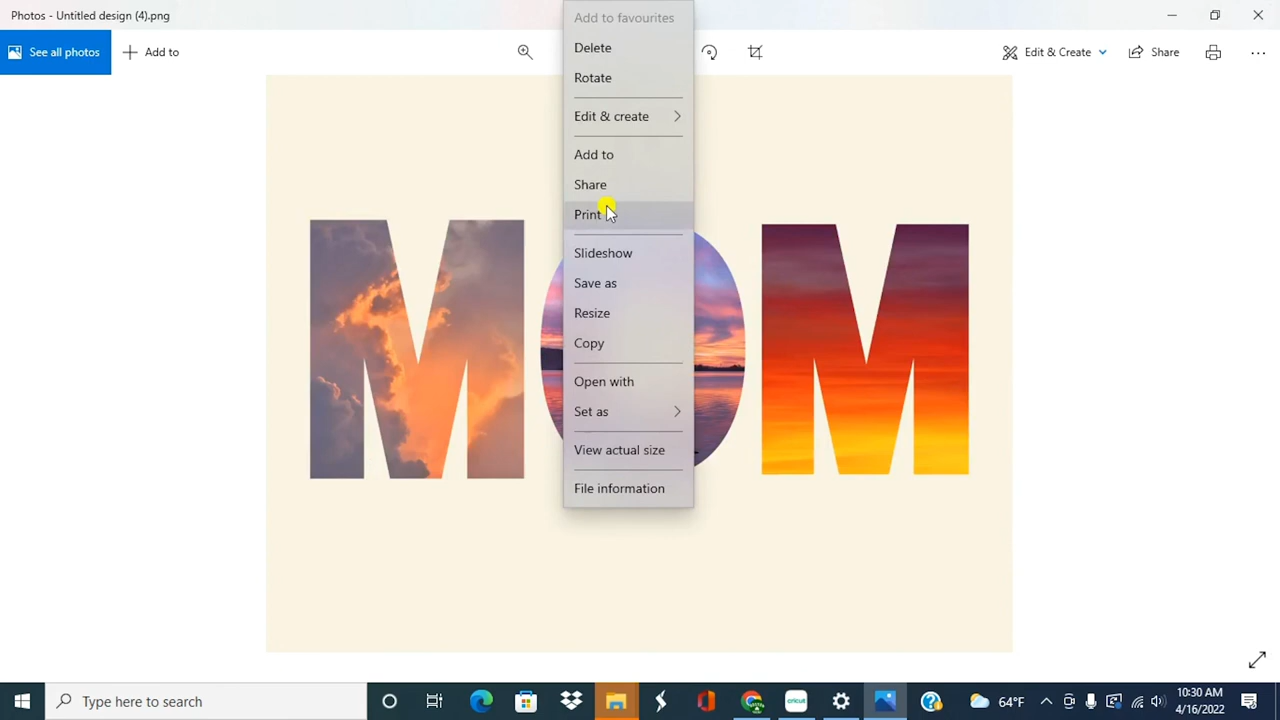 Photos - Untitled design (4).png
See all photos
Add to
Edit & Create
Share
Add to favourites
Delete
Rotate
Edit & create
Add to
Share
Print
Slideshow
Save as
Resize
Copy
Open with
Set as
View actual size
File information
MOM
Type here to search
cricut
64°F
10:30 AM
4/16/2022